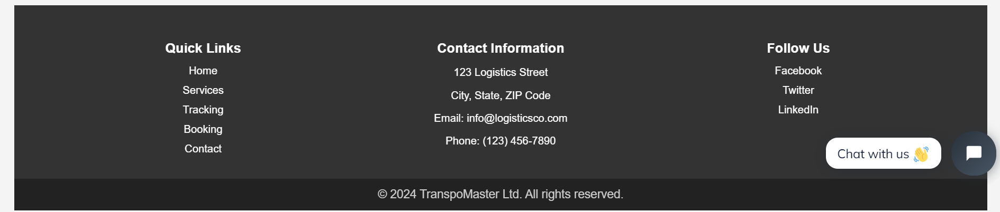 Quick Links
Home
Services
Tracking
Booking
Contact
Contact Information
123 Logistics Street
City, State, ZIP Code
Email: info@logisticsco.com
Phone: (123) 456-7890
Follow Us
Facebook
Twitter
LinkedIn
Chat with us 👋
© 2024 TranspoMaster Ltd. All rights reserved.